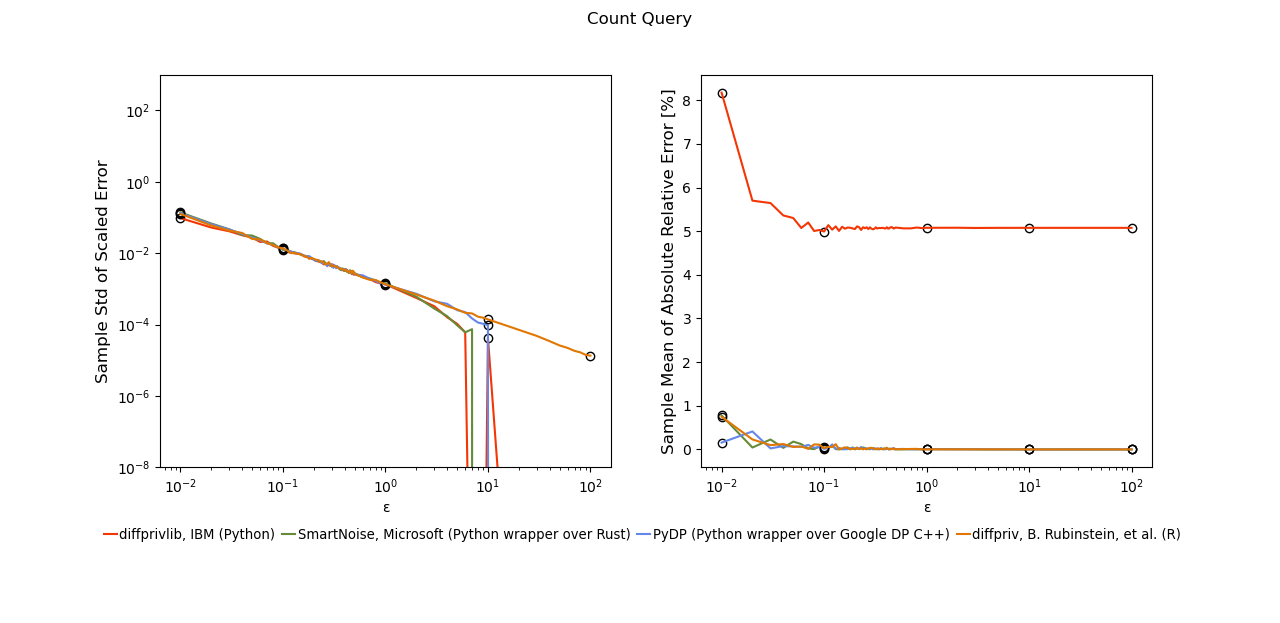 Count Query
Sample Std of Scaled Error
10²
10⁰
10⁻²
10⁻⁴
10⁻⁶
10⁻⁸
10⁻² 10⁻¹ 10⁰ 10¹ 10²
ε
Sample Mean of Absolute Relative Error [%]
8
7
6
5
4
3
2
1
0
10⁻² 10⁻¹ 10⁰ 10¹ 10²
ε
diffprivlib, IBM (Python) SmartNoise, Microsoft (Python wrapper over Rust) PyDP (Python wrapper over Google DP C++) diffpriv, B. Rubinstein, et al. (R)